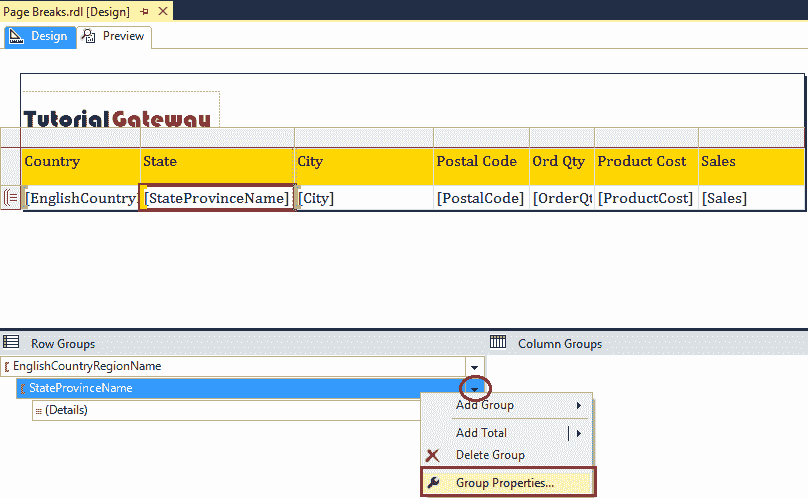 Page Breaks.rdl [Design]
Design Preview
TutorialGateway
Country State City Postal Code Ord Qty Product Cost Sales
[EnglishCountry [StateProvinceName] [City] [PostalCode] [OrderQt [ProductCost] [Sales]
Row Groups Column Groups
EnglishCountryRegionName
StateProvinceName
(Details)
Add Group
Add Total
Delete Group
Group Properties...